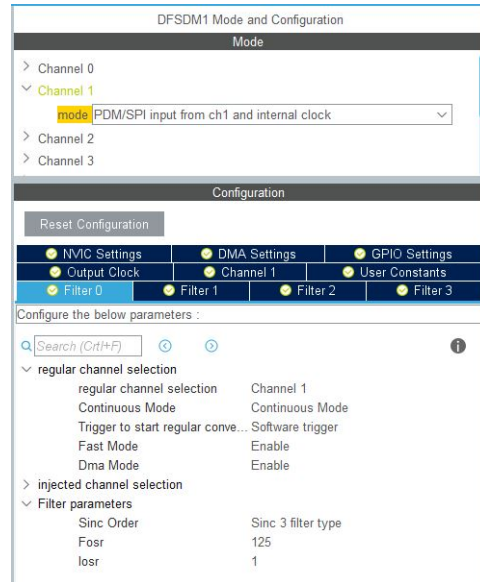 DFSDM1 Mode and Configuration
Mode
Channel 0
Channel 1
mode PDM/SPI input from ch1 and internal clock
Channel 2
Channel 3
Configuration
Reset Configuration
NVIC Settings DMA Settings GPIO Settings
Output Clock Channel 1 User Constants
Filter 0 Filter 1 Filter 2 Filter 3
Configure the below parameters :
Search (Crtl+F)
regular channel selection
regular channel selection Channel 1
Continuous Mode Continuous Mode
Trigger to start regular conve... Software trigger
Fast Mode Enable
Dma Mode Enable
injected channel selection
Filter parameters
Sinc Order Sinc 3 filter type
Fosr 125
Iosr 1